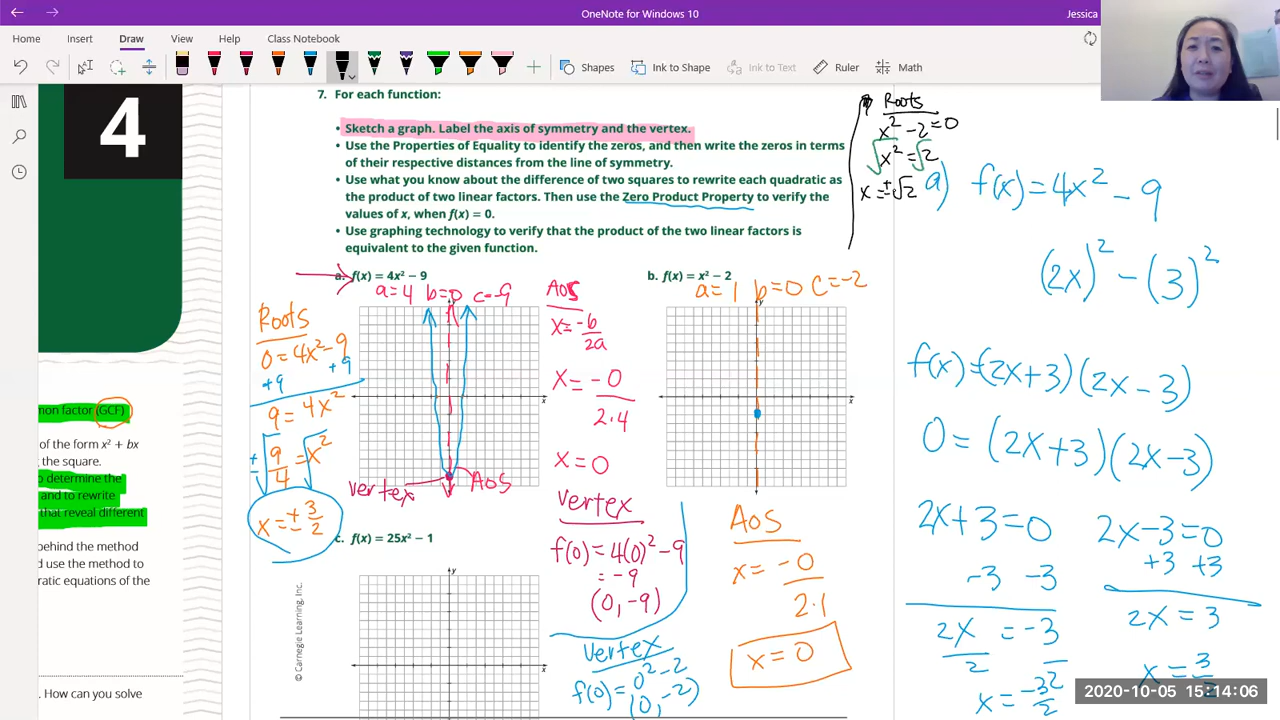 OneNote for Windows 10
Jessica
Home Insert Draw View Help Class Notebook
Shapes Ink to Shape Ink to Text Ruler Math
4
7. For each function:
• Sketch a graph. Label the axis of symmetry and the vertex.
• Use the Properties of Equality to identify the zeros, and then write the zeros in terms
of their respective distances from the line of symmetry.
• Use what you know about the difference of two squares to rewrite each quadratic as
the product of two linear factors. Then use the Zero Product Property to verify the
values of x, when f(x) = 0.
• Use graphing technology to verify that the product of the two linear factors is
equivalent to the given function.
Roots
x² - 2 = 0
√x² = √2
x = ±√2
a. f(x) = 4x² − 9
a=4 b=0 c=-9
y
x
vertex
AoS
Roots
0 = 4x² - 9
+9 +9
9 = 4x²
±√9/4 = √x²
x = ±3/2
AoS
x = -b/2a
x = -0/2·4
x = 0
vertex
f(0) = 4(0)² - 9
= -9
(0, -9)
b. f(x) = x² − 2
a=1 b=0 c=-2
x
AoS
x = -0/2·1
x = 0
vertex
f(0) = 0² - 2
(0, -2)
c. f(x) = 25x² − 1
y
x
a) f(x) = 4x² - 9
(2x)² - (3)²
f(x) = (2x+3)(2x-3)
0 = (2x+3)(2x-3)
2x+3=0 2x-3=0
-3 -3 +3 +3
2x = -3 2x = 3
2 2
x = -3/2 x = 3/2
mon factor (GCF)
of the form x² + bx
the square.
o determine the
and to rewrite
that reveal different
behind the method
d use the method to
ratic equations of the
. How can you solve
© Carnegie Learning, Inc.
2020-10-05 15:14:06